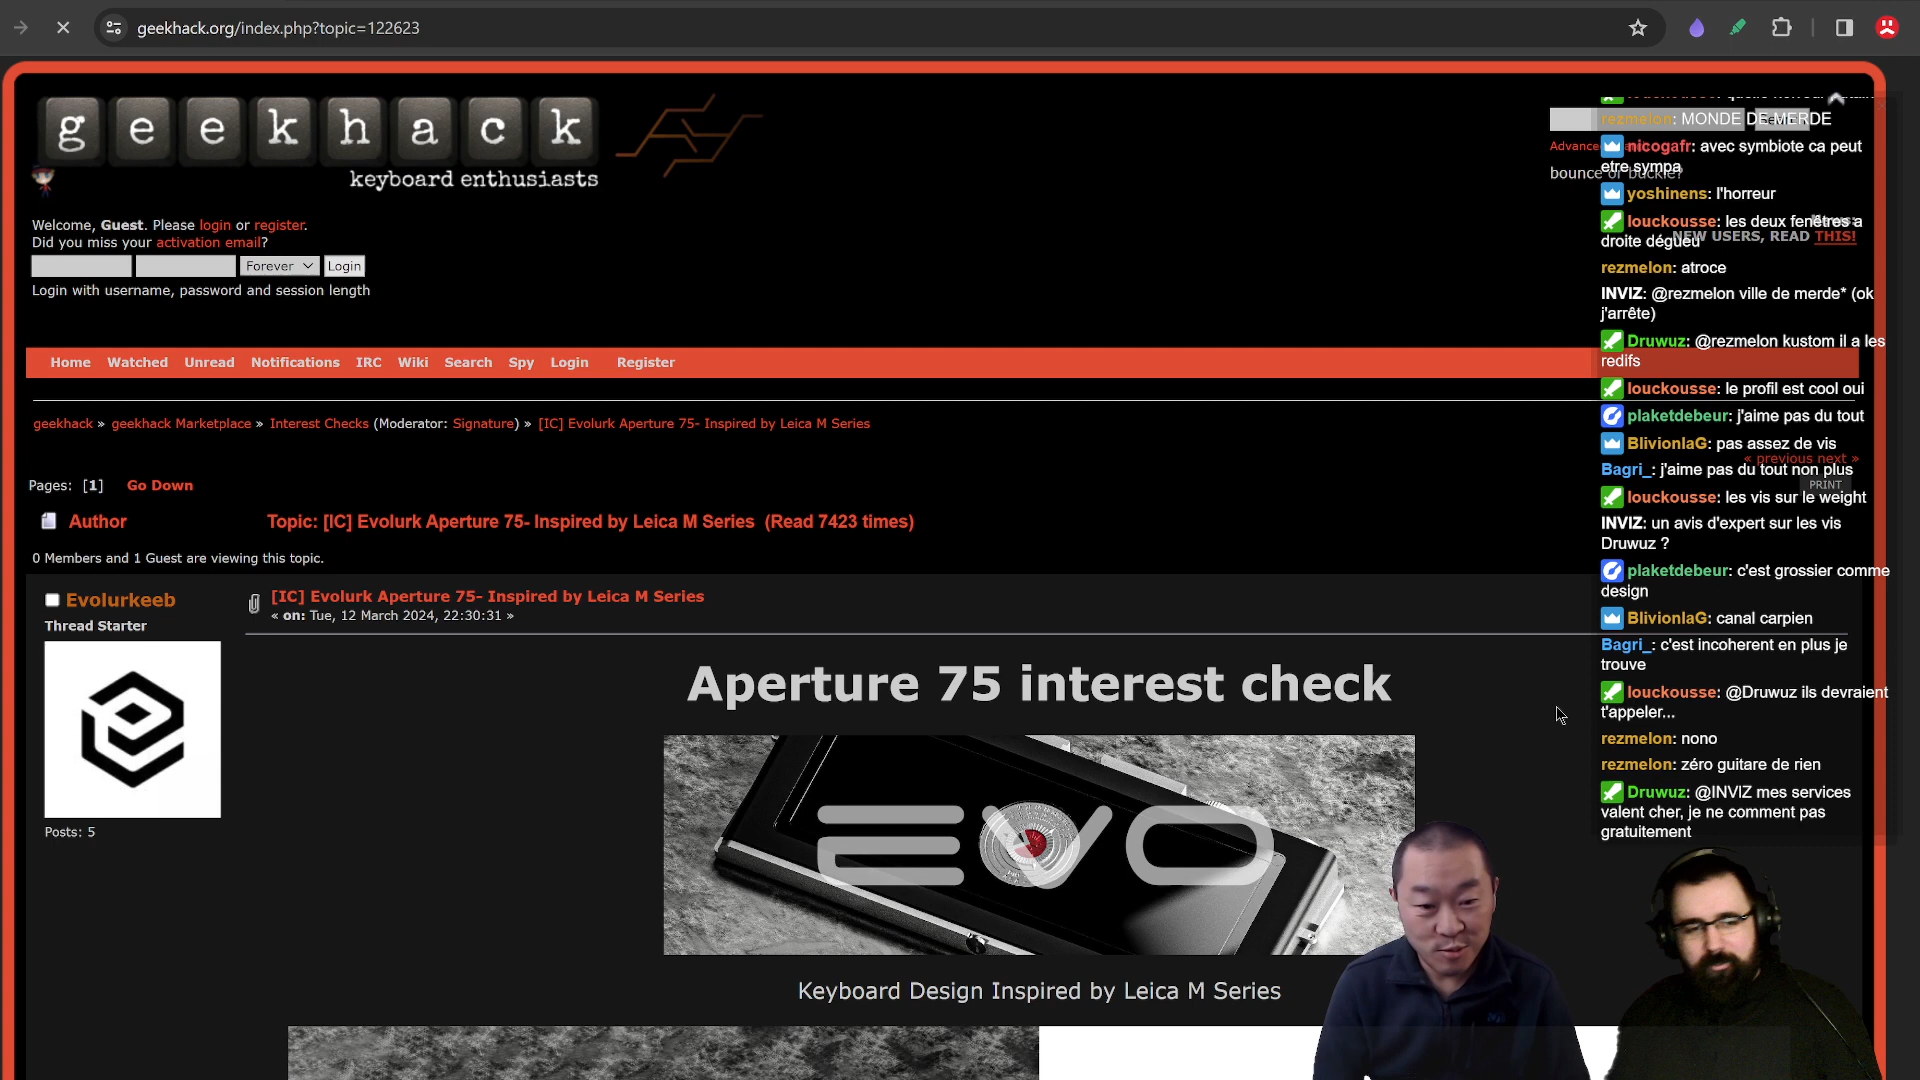 geekhack.org/index.php?topic=122623
geekhack
keyboard enthusiasts
Welcome, Guest. Please login or register.
Did you miss your activation email?
Forever
Login
Login with username, password and session length
bounce or buckle?
NEW USERS, READ THIS!
Home Watched Unread Notifications IRC Wiki Search Spy Login Register
geekhack » geekhack Marketplace » Interest Checks (Moderator: Signature) » [IC] Evolurk Aperture 75- Inspired by Leica M Series
« previous next »
Pages: [1] Go Down
PRINT
Author
Topic: [IC] Evolurk Aperture 75- Inspired by Leica M Series (Read 7423 times)
0 Members and 1 Guest are viewing this topic.
Evolurkeeb
Thread Starter
Posts: 5
[IC] Evolurk Aperture 75- Inspired by Leica M Series
« on: Tue, 12 March 2024, 22:30:31 »
Aperture 75 interest check
EVO
Keyboard Design Inspired by Leica M Series
rezmelon: MONDE DE MERDE
nicogafr: avec symbiote ca peut
etre sympa
yoshinens: l'horreur
louckousse: les deux fenêtres a
droite dégueu
rezmelon: atroce
INVIZ: @rezmelon ville de merde* (ok
j'arrête)
Druwuz: @rezmelon kustom il a les
redifs
louckousse: le profil est cool oui
plaketdebeur: j'aime pas du tout
BlivionlaG: pas assez de vis
Bagri_: j'aime pas du tout non plus
louckousse: les vis sur le weight
INVIZ: un avis d'expert sur les vis
Druwuz ?
plaketdebeur: c'est grossier comme
design
BlivionlaG: canal carpien
Bagri_: c'est incoherent en plus je
trouve
louckousse: @Druwuz ils devraient
t'appeler...
rezmelon: nono
rezmelon: zéro guitare de rien
Druwuz: @INVIZ mes services
valent cher, je ne comment pas
gratuitement